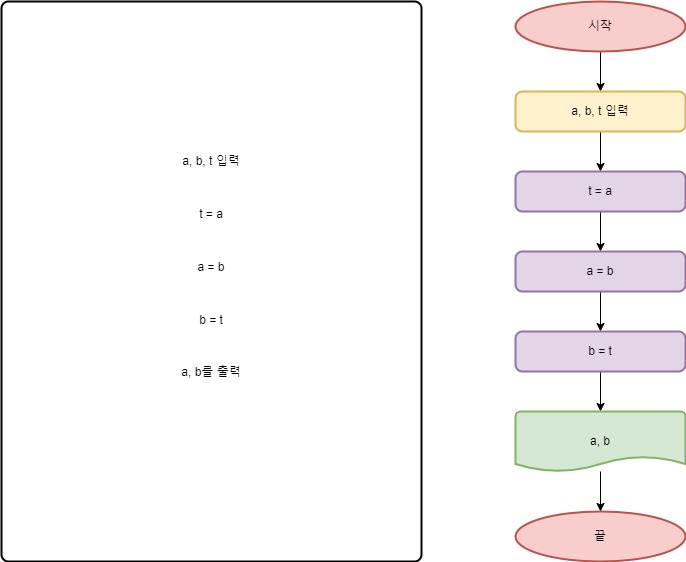 a, b, t 입력
t = a
a = b
b = t
a, b를 출력
시작
a, b, t 입력
t = a
a = b
b = t
a, b
끝